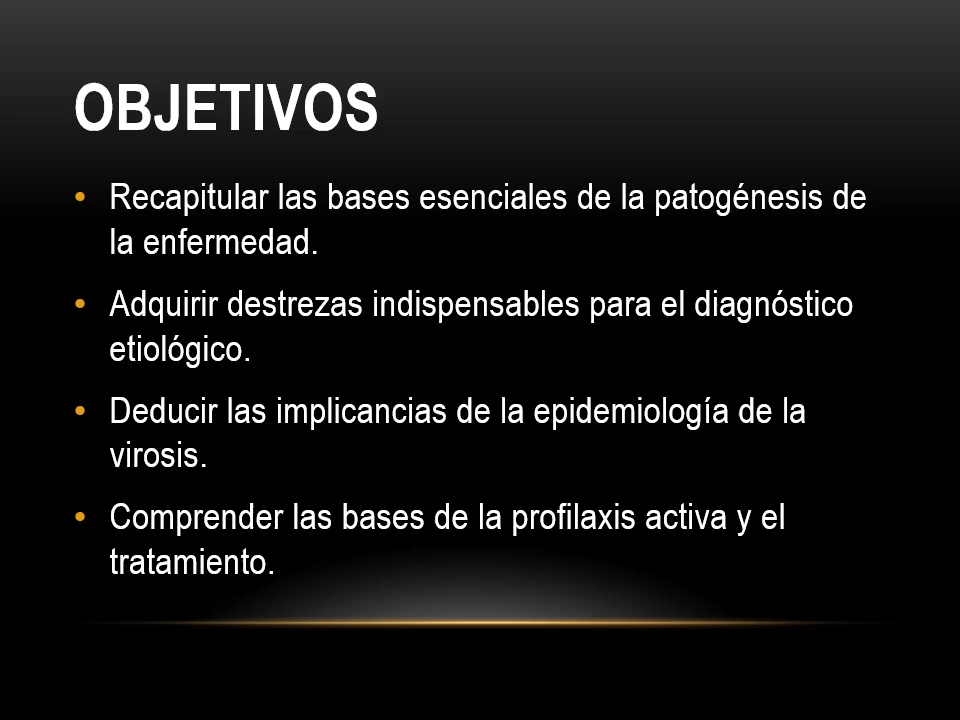 OBJETIVOS
• Recapitular las bases esenciales de la patogénesis de
la enfermedad.
• Adquirir destrezas indispensables para el diagnóstico
etiológico.
• Deducir las implicancias de la epidemiología de la
virosis.
• Comprender las bases de la profilaxis activa y el
tratamiento.